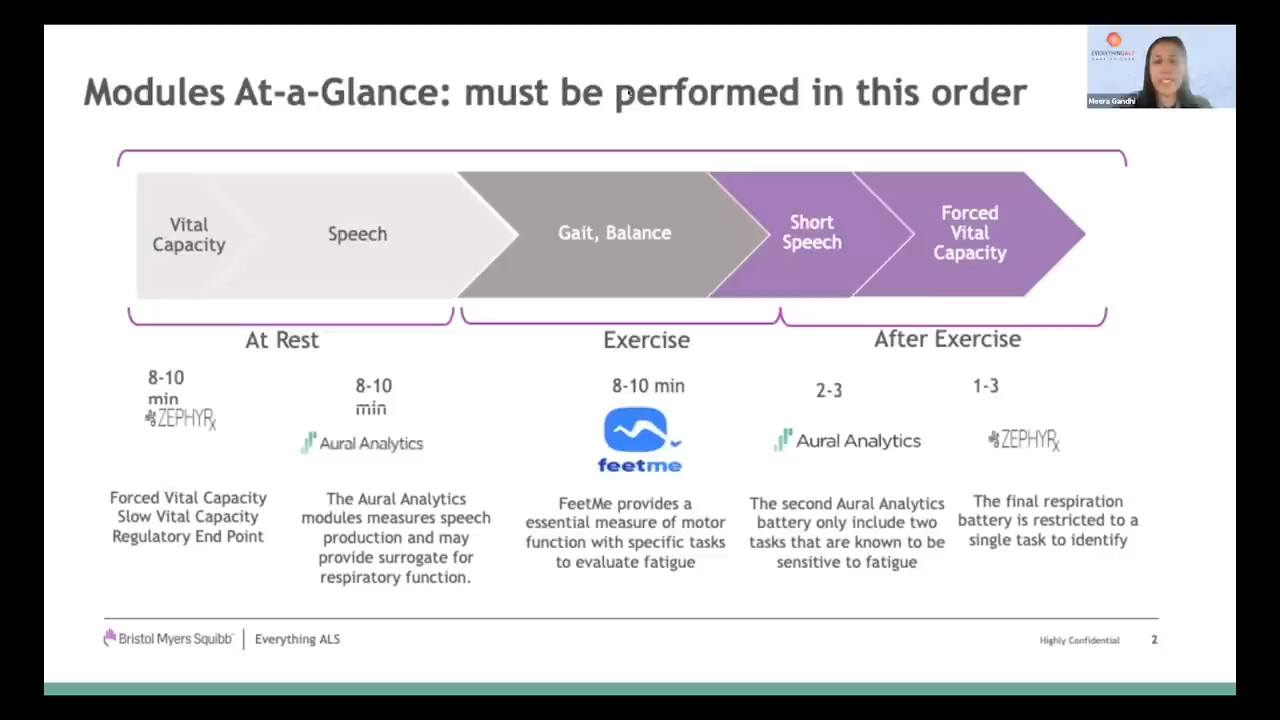 Modules At-a-Glance: must be performed in this order
EVERYTHINGALS
Meera Gandhi
Vital
Capacity
Speech
Gait, Balance
Short
Speech
Forced
Vital
Capacity
At Rest
Exercise
After Exercise
8-10
min
ZEPHYRx
8-10
min
Aural Analytics
8-10 min
feetme
2-3
Aural Analytics
1-3
ZEPHYRx
Forced Vital Capacity
Slow Vital Capacity
Regulatory End Point
The Aural Analytics
modules measures speech
production and may
provide surrogate for
respiratory function.
FeetMe provides a
essential measure of motor
function with specific tasks
to evaluate fatigue
The second Aural Analytics
battery only include two
tasks that are known to be
sensitive to fatigue
The final respiration
battery is restricted to a
single task to identify
Bristol Myers Squibb™ | Everything ALS
Highly Confidential
2